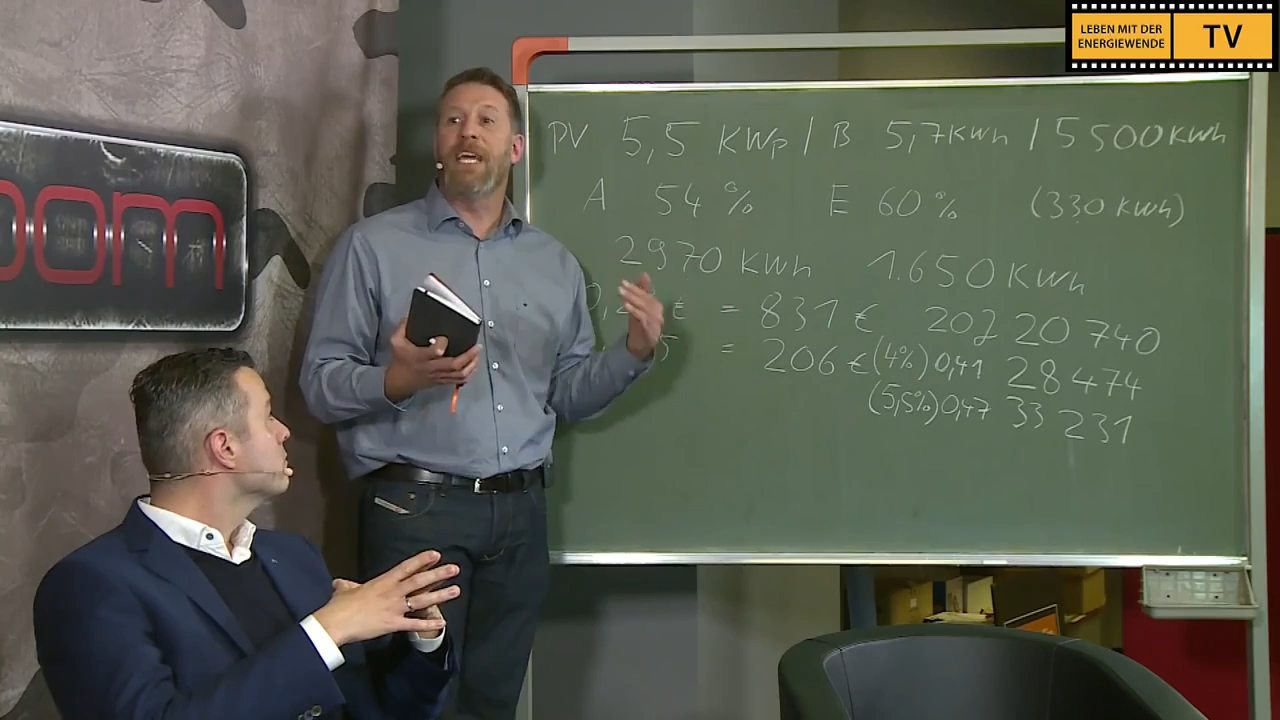 LEBEN MIT DER
ENERGIEWENDE
TV
oom
PV 5,5 KWp / B 5,7 KWh / 5500 KWh
A 54 % E 60 % (330 KWh)
2970 KWh 1.650 KWh
€ = 831 € 20 740
= 206 € (4%) 0,41 28 474
(5,5%) 0,47 33 231